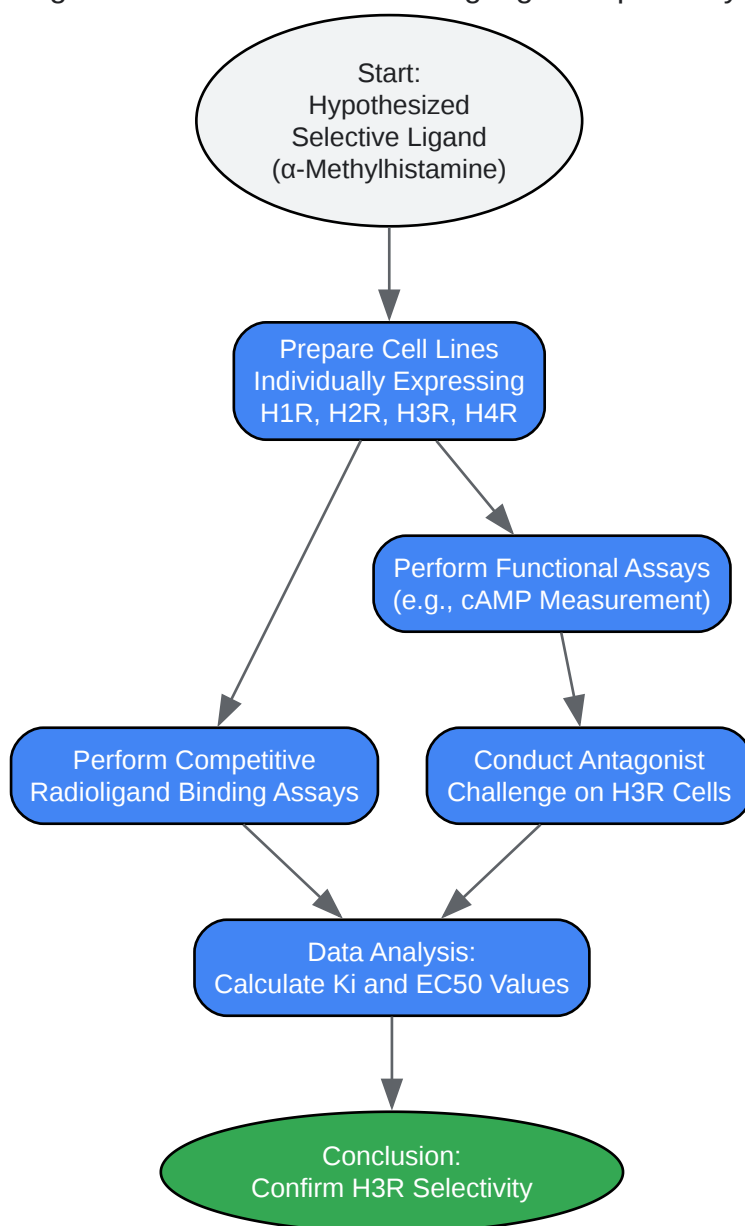 Start:
Hypothesized
Selective Ligand
(α-Methylhistamine)
Prepare Cell Lines
Individually Expressing
H1R, H2R, H3R, H4R
Perform Functional Assays
(e.g., cAMP Measurement)
Perform Competitive
Radioligand Binding Assays
Conduct Antagonist
Challenge on H3R Cells
Data Analysis:
Calculate Ki and EC50 Values
Conclusion:
Confirm H3R Selectivity